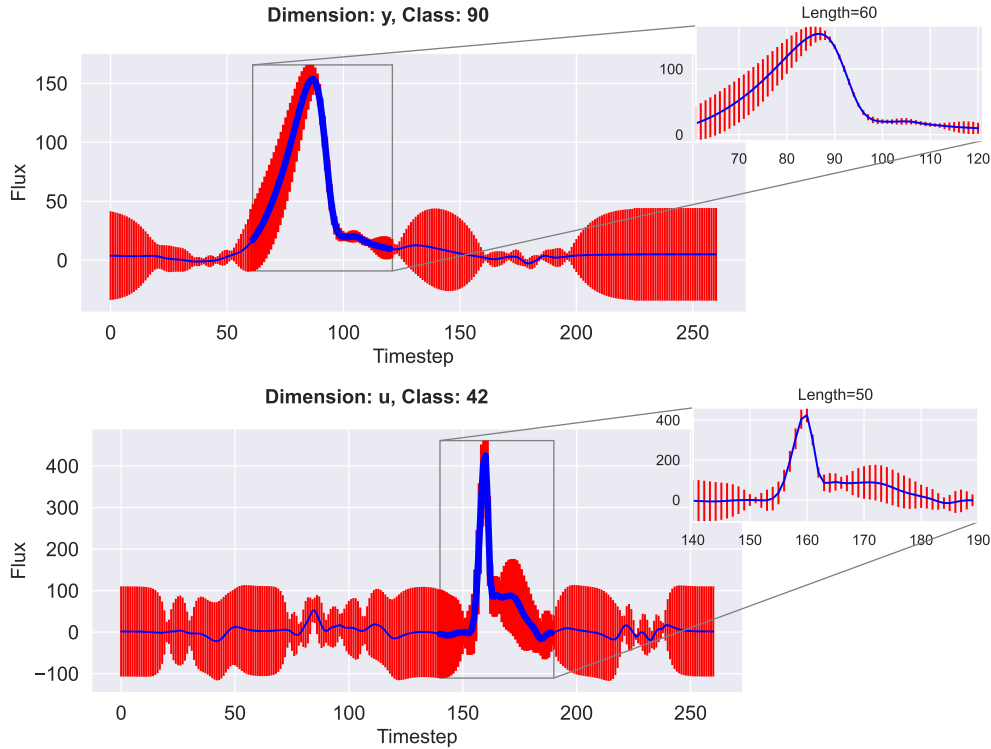 Dimension: y, Class: 90
Length=60
150
100
50
0
Flux
0 50 100 150 200 250
Timestep
100
0
70 80 90 100 110 120
Dimension: u, Class: 42
Length=50
400
300
200
100
0
−100
Flux
0 50 100 150 200 250
Timestep
400
200
0
140 150 160 170 180 190